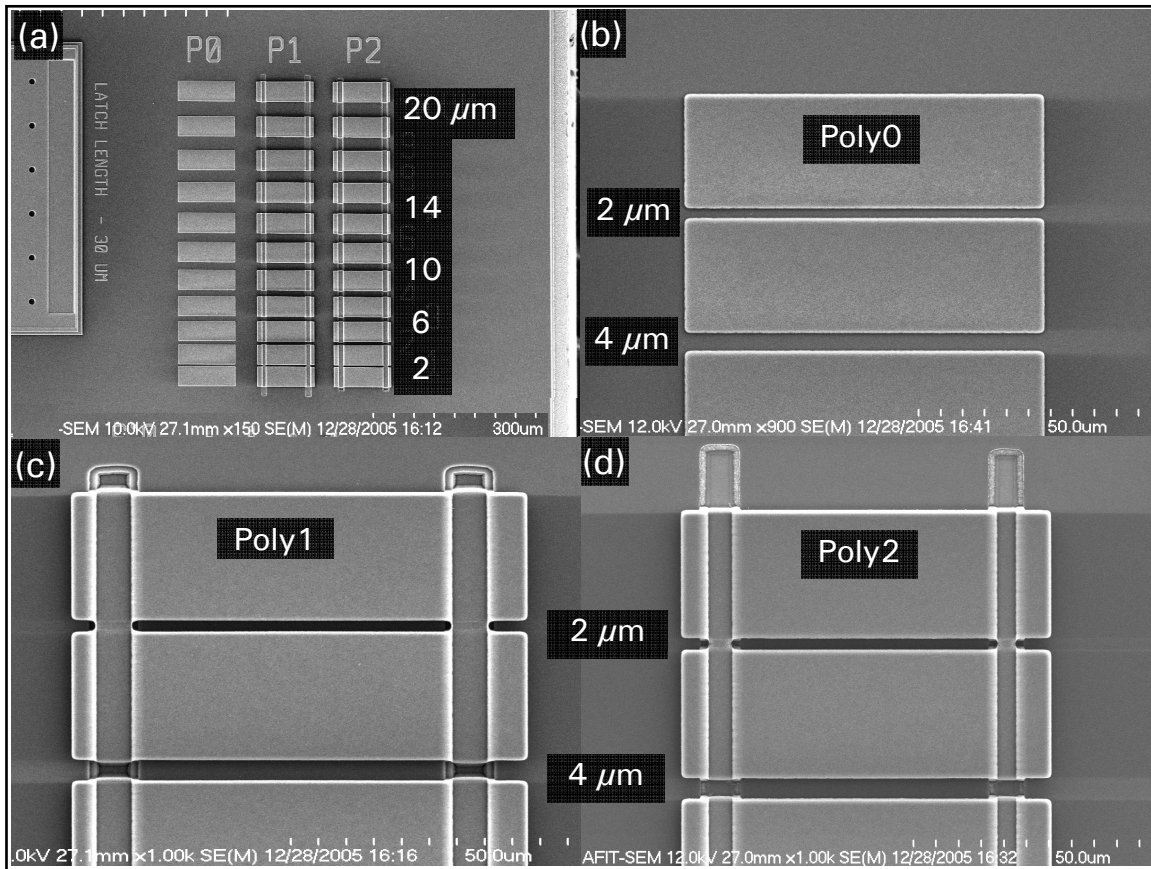 (a)
P0 P1 P2
LATCH LENGTH - 30 UM
20 µm
14
10
6
2
-SEM 10.0kV 27.1mm x150 SE(M) 12/28/2005 16:12 300um
(b)
Poly0
2 µm
4 µm
-SEM 12.0kV 27.0mm x900 SE(M) 12/28/2005 16:41 50.0um
(c)
Poly1
2 µm
4 µm
.0kV 27.1mm x1.00k SE(M) 12/28/2005 16:16 50.0um
(d)
Poly2
AFIT-SEM 12.0kV 27.0mm x1.00k SE(M) 12/28/2005 16:32 50.0um